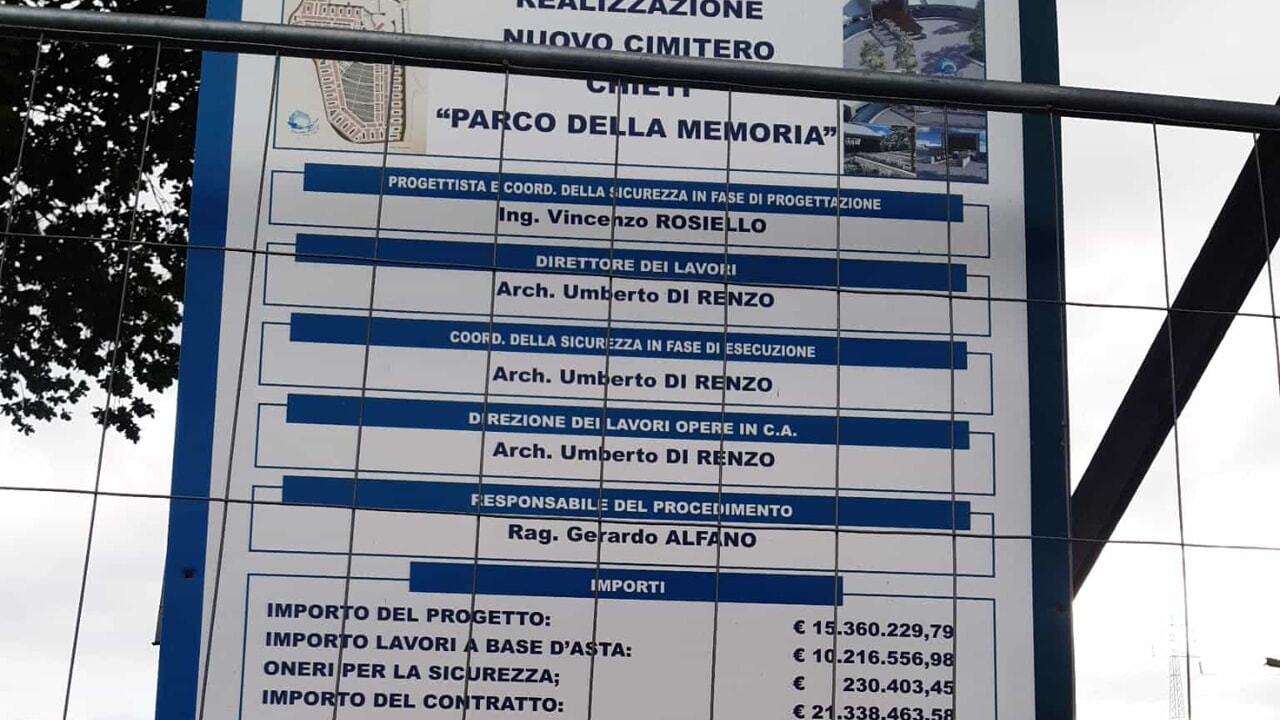 REALIZZAZIONE
NUOVO CIMITERO
CHIETI
“PARCO DELLA MEMORIA”
PROGETTISTA E COORD. DELLA SICUREZZA IN FASE DI PROGETTAZIONE
Ing. Vincenzo ROSIELLO
DIRETTORE DEI LAVORI
Arch. Umberto DI RENZO
COORD. DELLA SICUREZZA IN FASE DI ESECUZIONE
Arch. Umberto DI RENZO
DIREZIONE DEI LAVORI OPERE IN C.A.
Arch. Umberto DI RENZO
RESPONSABILE DEL PROCEDIMENTO
Rag. Gerardo ALFANO
IMPORTI
IMPORTO DEL PROGETTO: € 15.360.229,79
IMPORTO LAVORI A BASE D’ASTA: € 10.216.556,98
ONERI PER LA SICUREZZA; € 230.403,45
IMPORTO DEL CONTRATTO: € 21.338.463,58